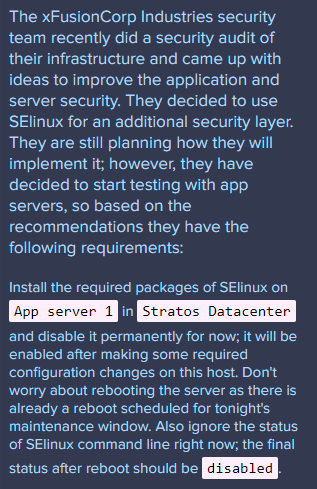 The xFusionCorp Industries security
team recently did a security audit of
their infrastructure and came up with
ideas to improve the application and
server security. They decided to use
SElinux for an additional security layer.
They are still planning how they will
implement it; however, they have
decided to start testing with app
servers, so based on the
recommendations they have the
following requirements:
Install the required packages of SElinux on
App server 1 in Stratos Datacenter
and disable it permanently for now; it will be
enabled after making some required
configuration changes on this host. Don't
worry about rebooting the server as there is
already a reboot scheduled for tonight's
maintenance window. Also ignore the status
of SElinux command line right now; the final
status after reboot should be disabled.